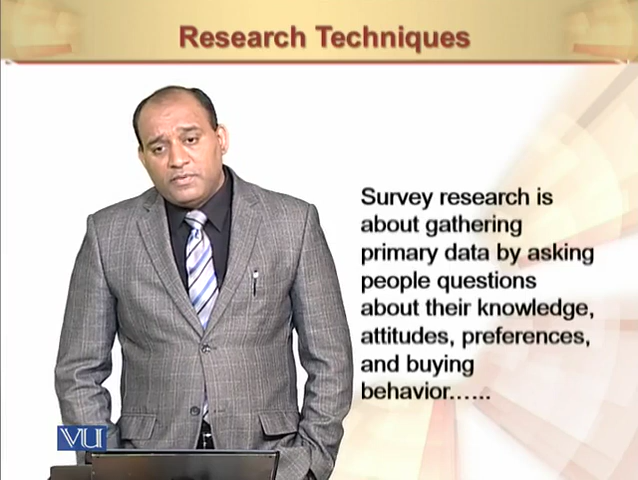 Research Techniques
Survey research is
about gathering
primary data by asking
people questions
about their knowledge,
attitudes, preferences,
and buying
behavior......
VU